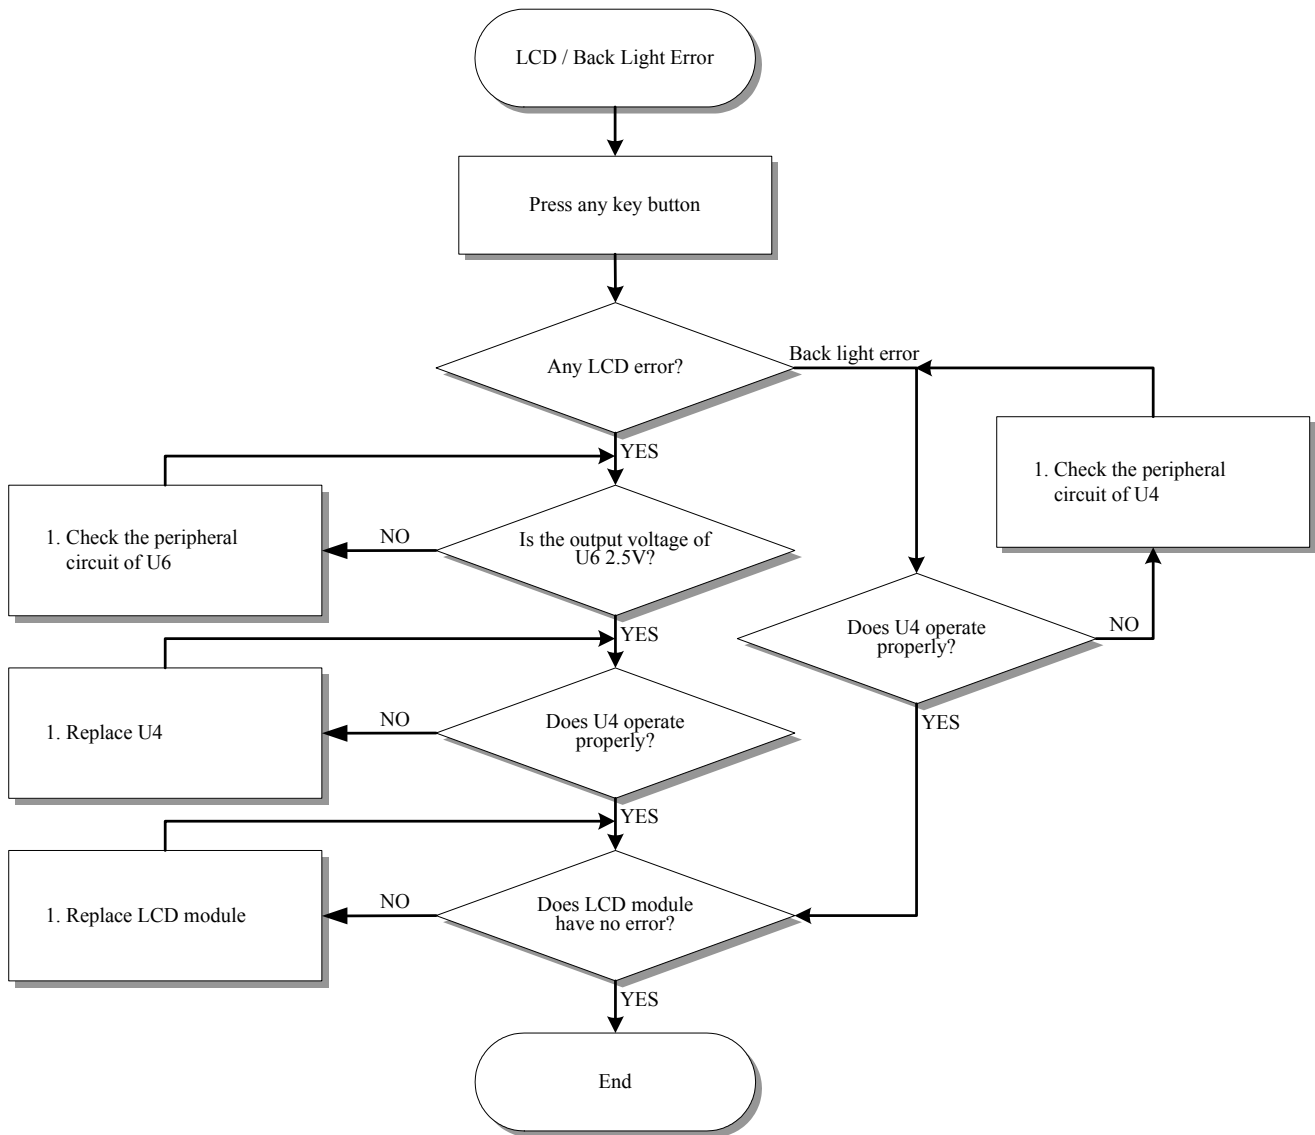 LCD / Back Light Error
Press any key button
Any LCD error?
Back light error
YES
1. Check the peripheral
circuit of U4
1. Check the peripheral
circuit of U6
NO
Is the output voltage of
U6 2.5V?
YES
Does U4 operate
properly?
NO
YES
1. Replace U4
NO
Does U4 operate
properly?
YES
1. Replace LCD module
NO
Does LCD module
have no error?
YES
End